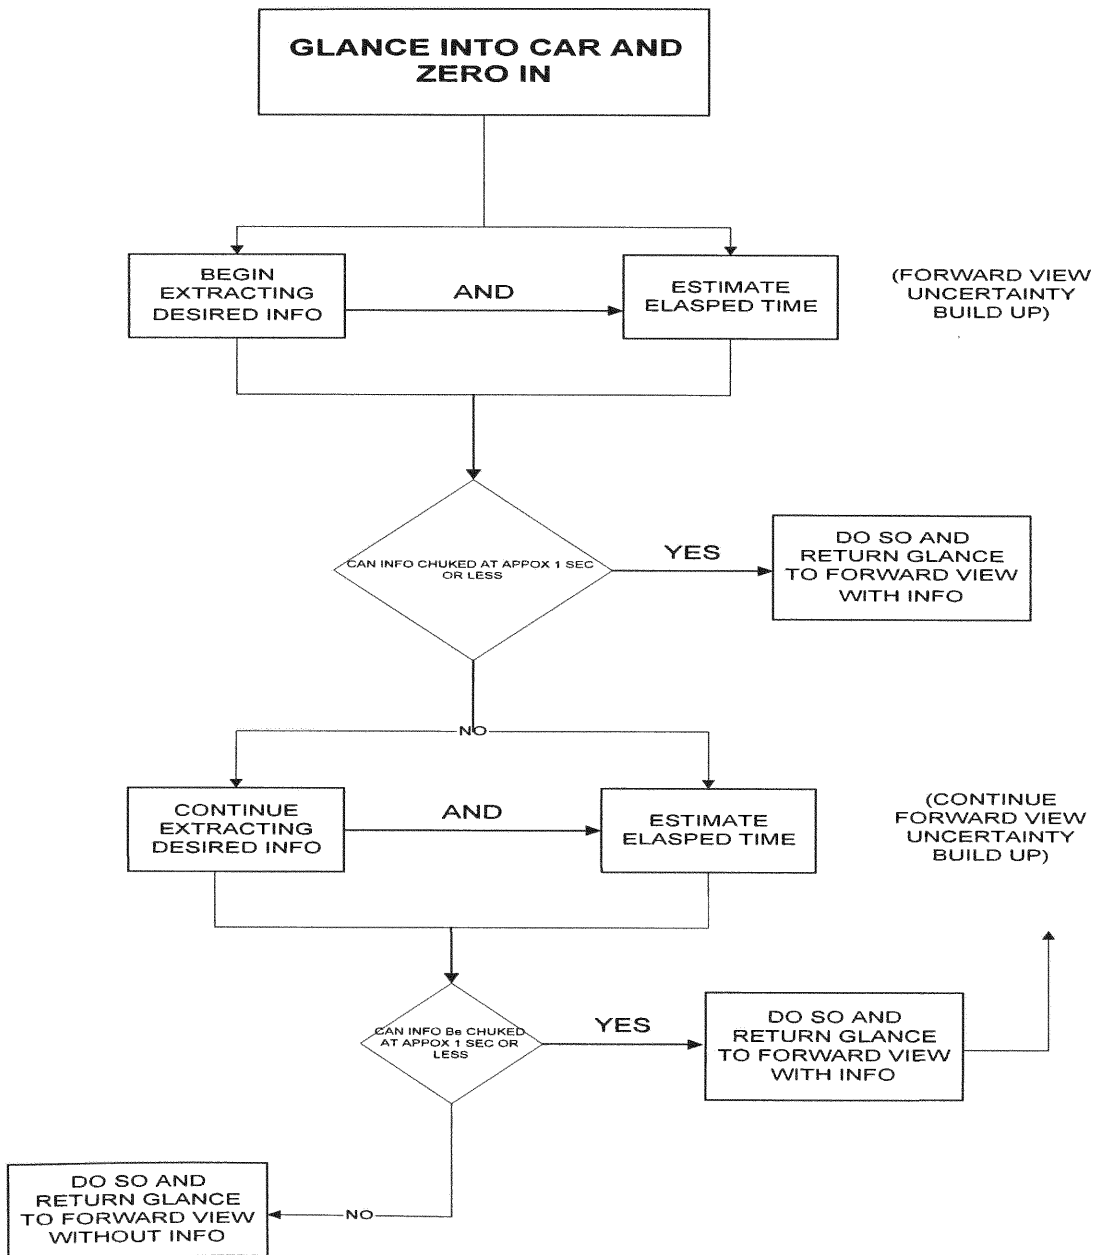 GLANCE INTO CAR AND
ZERO IN
BEGIN
EXTRACTING
DESIRED INFO
AND
ESTIMATE
ELASPED TIME
(FORWARD VIEW
UNCERTAINTY
BUILD UP)
CAN INFO CHUKED AT APPOX 1 SEC
OR LESS
YES
DO SO AND
RETURN GLANCE
TO FORWARD VIEW
WITH INFO
NO
CONTINUE
EXTRACTING
DESIRED INFO
AND
ESTIMATE
ELASPED TIME
(CONTINUE
FORWARD VIEW
UNCERTAINTY
BUILD UP)
CAN INFO Be CHUKED
AT APPOX 1 SEC OR
LESS
YES
DO SO AND
RETURN GLANCE
TO FORWARD VIEW
WITH INFO
DO SO AND
RETURN GLANCE
TO FORWARD VIEW
WITHOUT INFO
NO